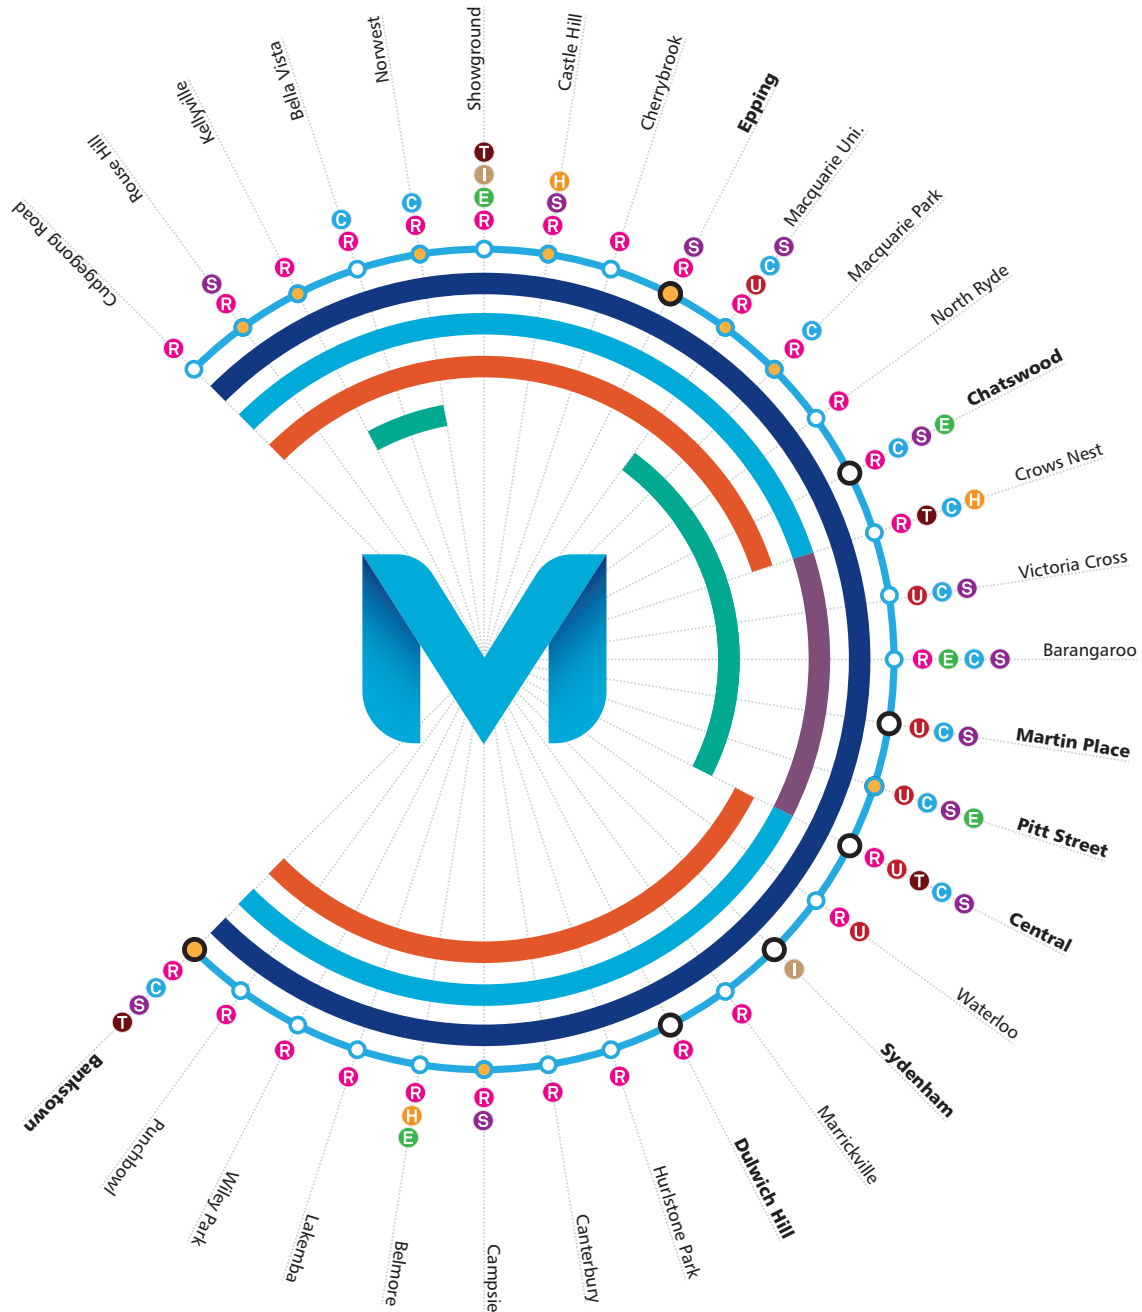 Cudgegong Road
R
Rouse Hill
S
R
Kellyville
R
Bella Vista
C
R
Norwest
C
R
Showground
T
I
E
R
Castle Hill
H
S
R
Cherrybrook
R
Epping
S
R
Macquarie Uni.
S
C
U
R
Macquarie Park
C
R
North Ryde
R
Chatswood
R C S E
Crows Nest
R T C H
Victoria Cross
U C S
Barangaroo
R E C S
Martin Place
U C S
Pitt Street
U C S E
Central
R U T C S
Waterloo
R U
Sydenham
I
Marrickville
R
Dulwich Hill
R
Hurlstone Park
R
Canterbury
R
Campsie
R
S
Belmore
R
H
E
Lakemba
R
Wiley Park
R
Punchbowl
R
Bankstown
R
C
S
T
M